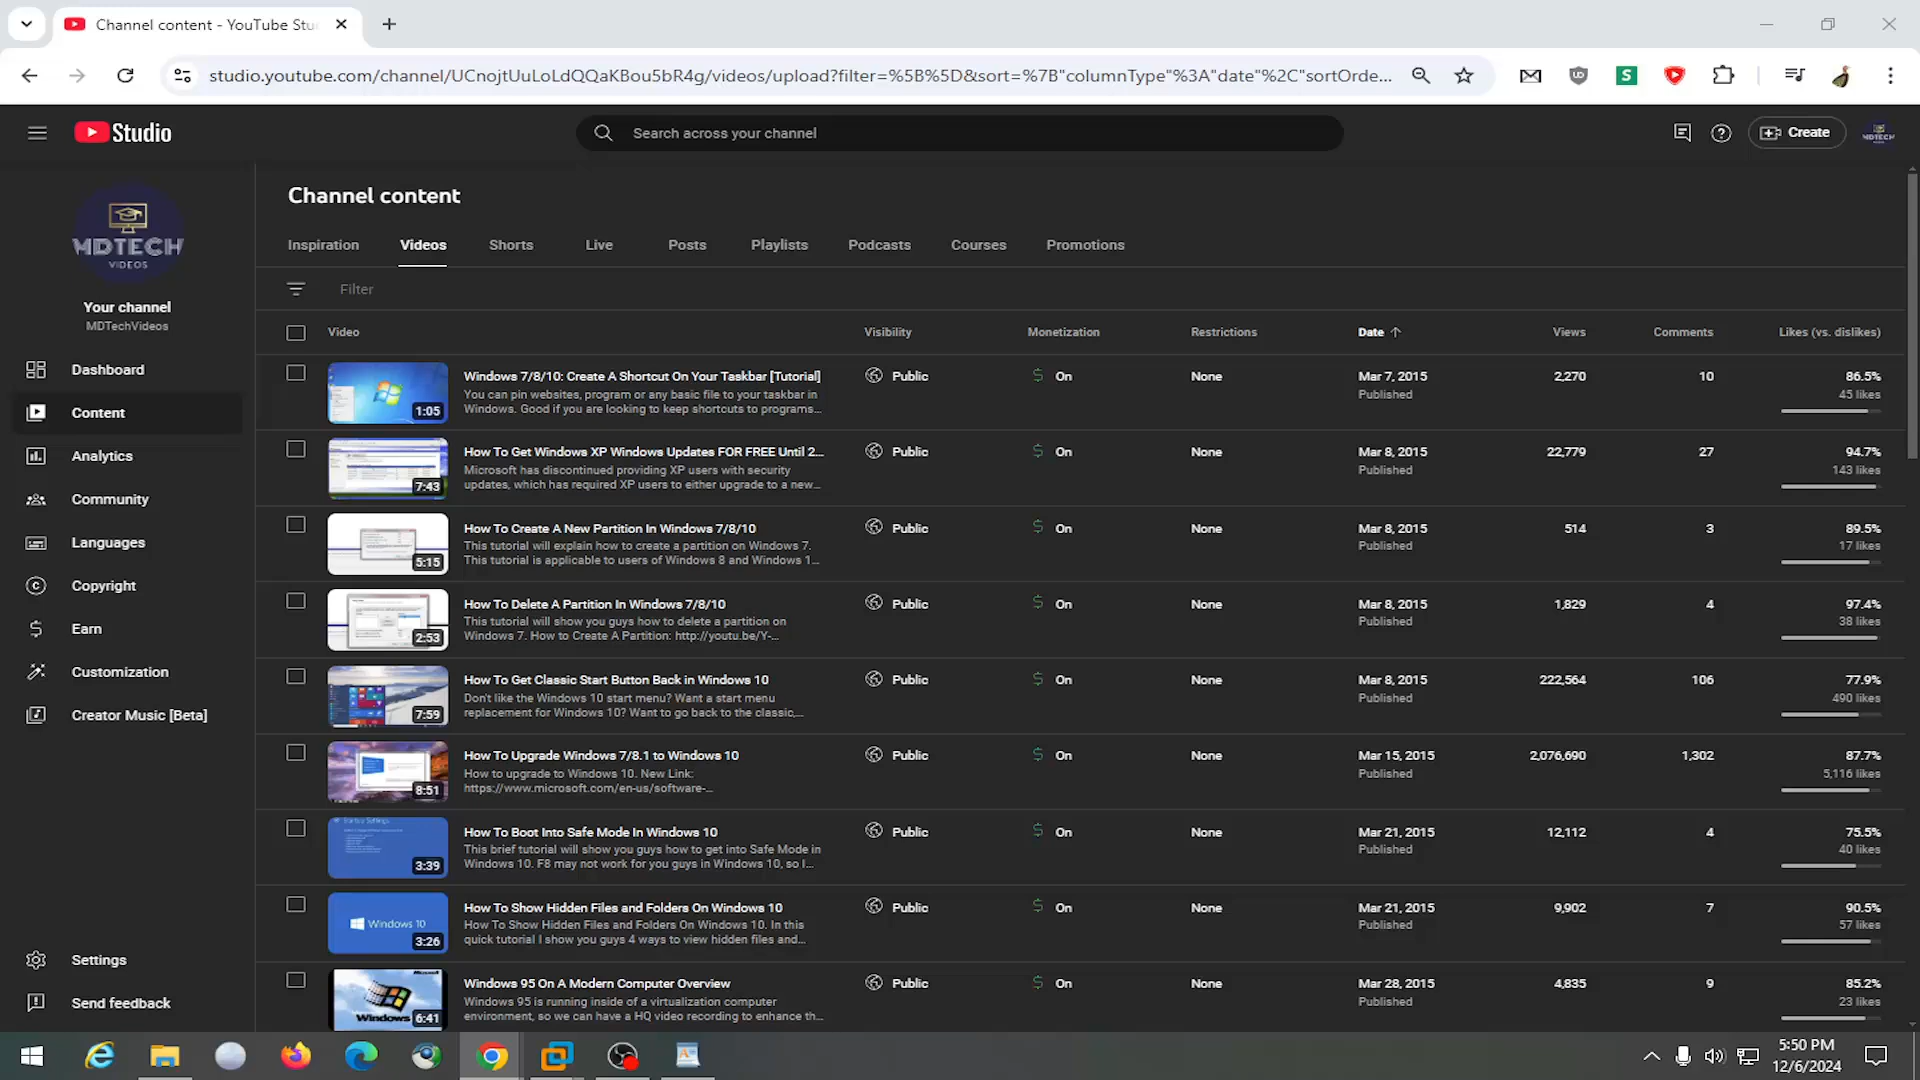 Channel content - YouTube Stu
studio.youtube.com/channel/UCnojtUuLoLdQQaKBou5bR4g/videos/upload?filter=%5B%5D&sort=%7B"columnType"%3A"date"%2C"sortOrde...
Studio
Search across your channel
Create
MDTECH
VIDEOS
Your channel
MDTechVideos
Dashboard
Content
Analytics
Community
Languages
Copyright
Earn
Customization
Creator Music [Beta]
Settings
Send feedback
Channel content
Inspiration Videos Shorts Live Posts Playlists Podcasts Courses Promotions
Filter
Video Visibility Monetization Restrictions Date ↑ Views Comments Likes (vs. dislikes)
Windows 7/8/10: Create A Shortcut On Your Taskbar [Tutorial] Public On None Mar 7, 2015 2,270 10 86.5%
You can pin websites, program or any basic file to your taskbar in Published 45 likes
Windows. Good if you are looking to keep shortcuts to programs...
1:05
How To Get Windows XP Windows Updates FOR FREE Until 2... Public On None Mar 8, 2015 22,779 27 94.7%
Microsoft has discontinued providing XP users with security Published 143 likes
updates, which has required XP users to either upgrade to a new...
7:43
How To Create A New Partition In Windows 7/8/10 Public On None Mar 8, 2015 514 3 89.5%
This tutorial will explain how to create a partition on Windows 7. Published 17 likes
This tutorial is applicable to users of Windows 8 and Windows 1...
5:15
How To Delete A Partition In Windows 7/8/10 Public On None Mar 8, 2015 1,829 4 97.4%
This tutorial will show you guys how to delete a partition on Published 38 likes
Windows 7. How to Create A Partition: http://youtu.be/Y-...
2:53
How To Get Classic Start Button Back in Windows 10 Public On None Mar 8, 2015 222,564 106 77.9%
Don't like the Windows 10 start menu? Want a start menu Published 490 likes
replacement for Windows 10? Want to go back to the classic,...
7:59
How To Upgrade Windows 7/8.1 to Windows 10 Public On None Mar 15, 2015 2,076,690 1,302 87.7%
How to upgrade to Windows 10. New Link: Published 5,116 likes
https://www.microsoft.com/en-us/software-...
8:51
How To Boot Into Safe Mode In Windows 10 Public On None Mar 21, 2015 12,112 4 75.5%
This brief tutorial will show you guys how to get into Safe Mode in Published 40 likes
Windows 10. F8 may not work for you guys in Windows 10, so I...
Startup Settings
3:39
How To Show Hidden Files and Folders On Windows 10 Public On None Mar 21, 2015 9,902 7 90.5%
How To Show Hidden Files and Folders On Windows 10. In this Published 57 likes
quick tutorial I show you guys 4 ways to view hidden files and...
Windows 10
3:26
Windows 95 On A Modern Computer Overview Public On None Mar 28, 2015 4,835 9 85.2%
Windows 95 is running inside of a virtualization computer Published 23 likes
environment, so we can have a HQ video recording to enhance th...
Microsoft
Windows
6:41
5:50 PM
12/6/2024